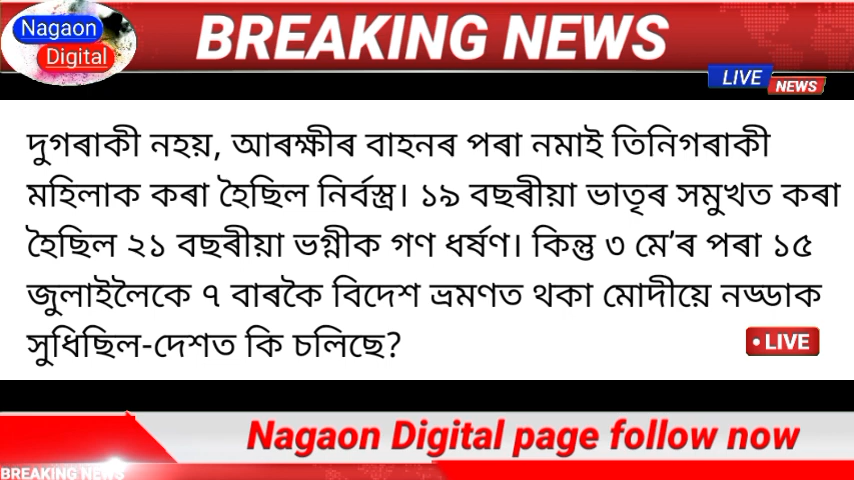 Nagaon
Digital
BREAKING NEWS
LIVE
NEWS
দুগৰাকী নহয়, আৰক্ষীৰ বাহনৰ পৰা নমাই তিনিগৰাকী
মহিলাক কৰা হৈছিল নিৰ্বস্ত্ৰ। ১৯ বছৰীয়া ভাতৃৰ সমুখত কৰা
হৈছিল ২১ বছৰীয়া ভগ্নীক গণ ধৰ্ষণ। কিন্তু ৩ মে’ৰ পৰা ১৫
জুলাইলৈকে ৭ বাৰকৈ বিদেশ ভ্ৰমণত থকা মোদীয়ে নড্ডাক
সুধিছিল-দেশত কি চলিছে?
• LIVE
Nagaon Digital page follow now
BREAKING NEWS